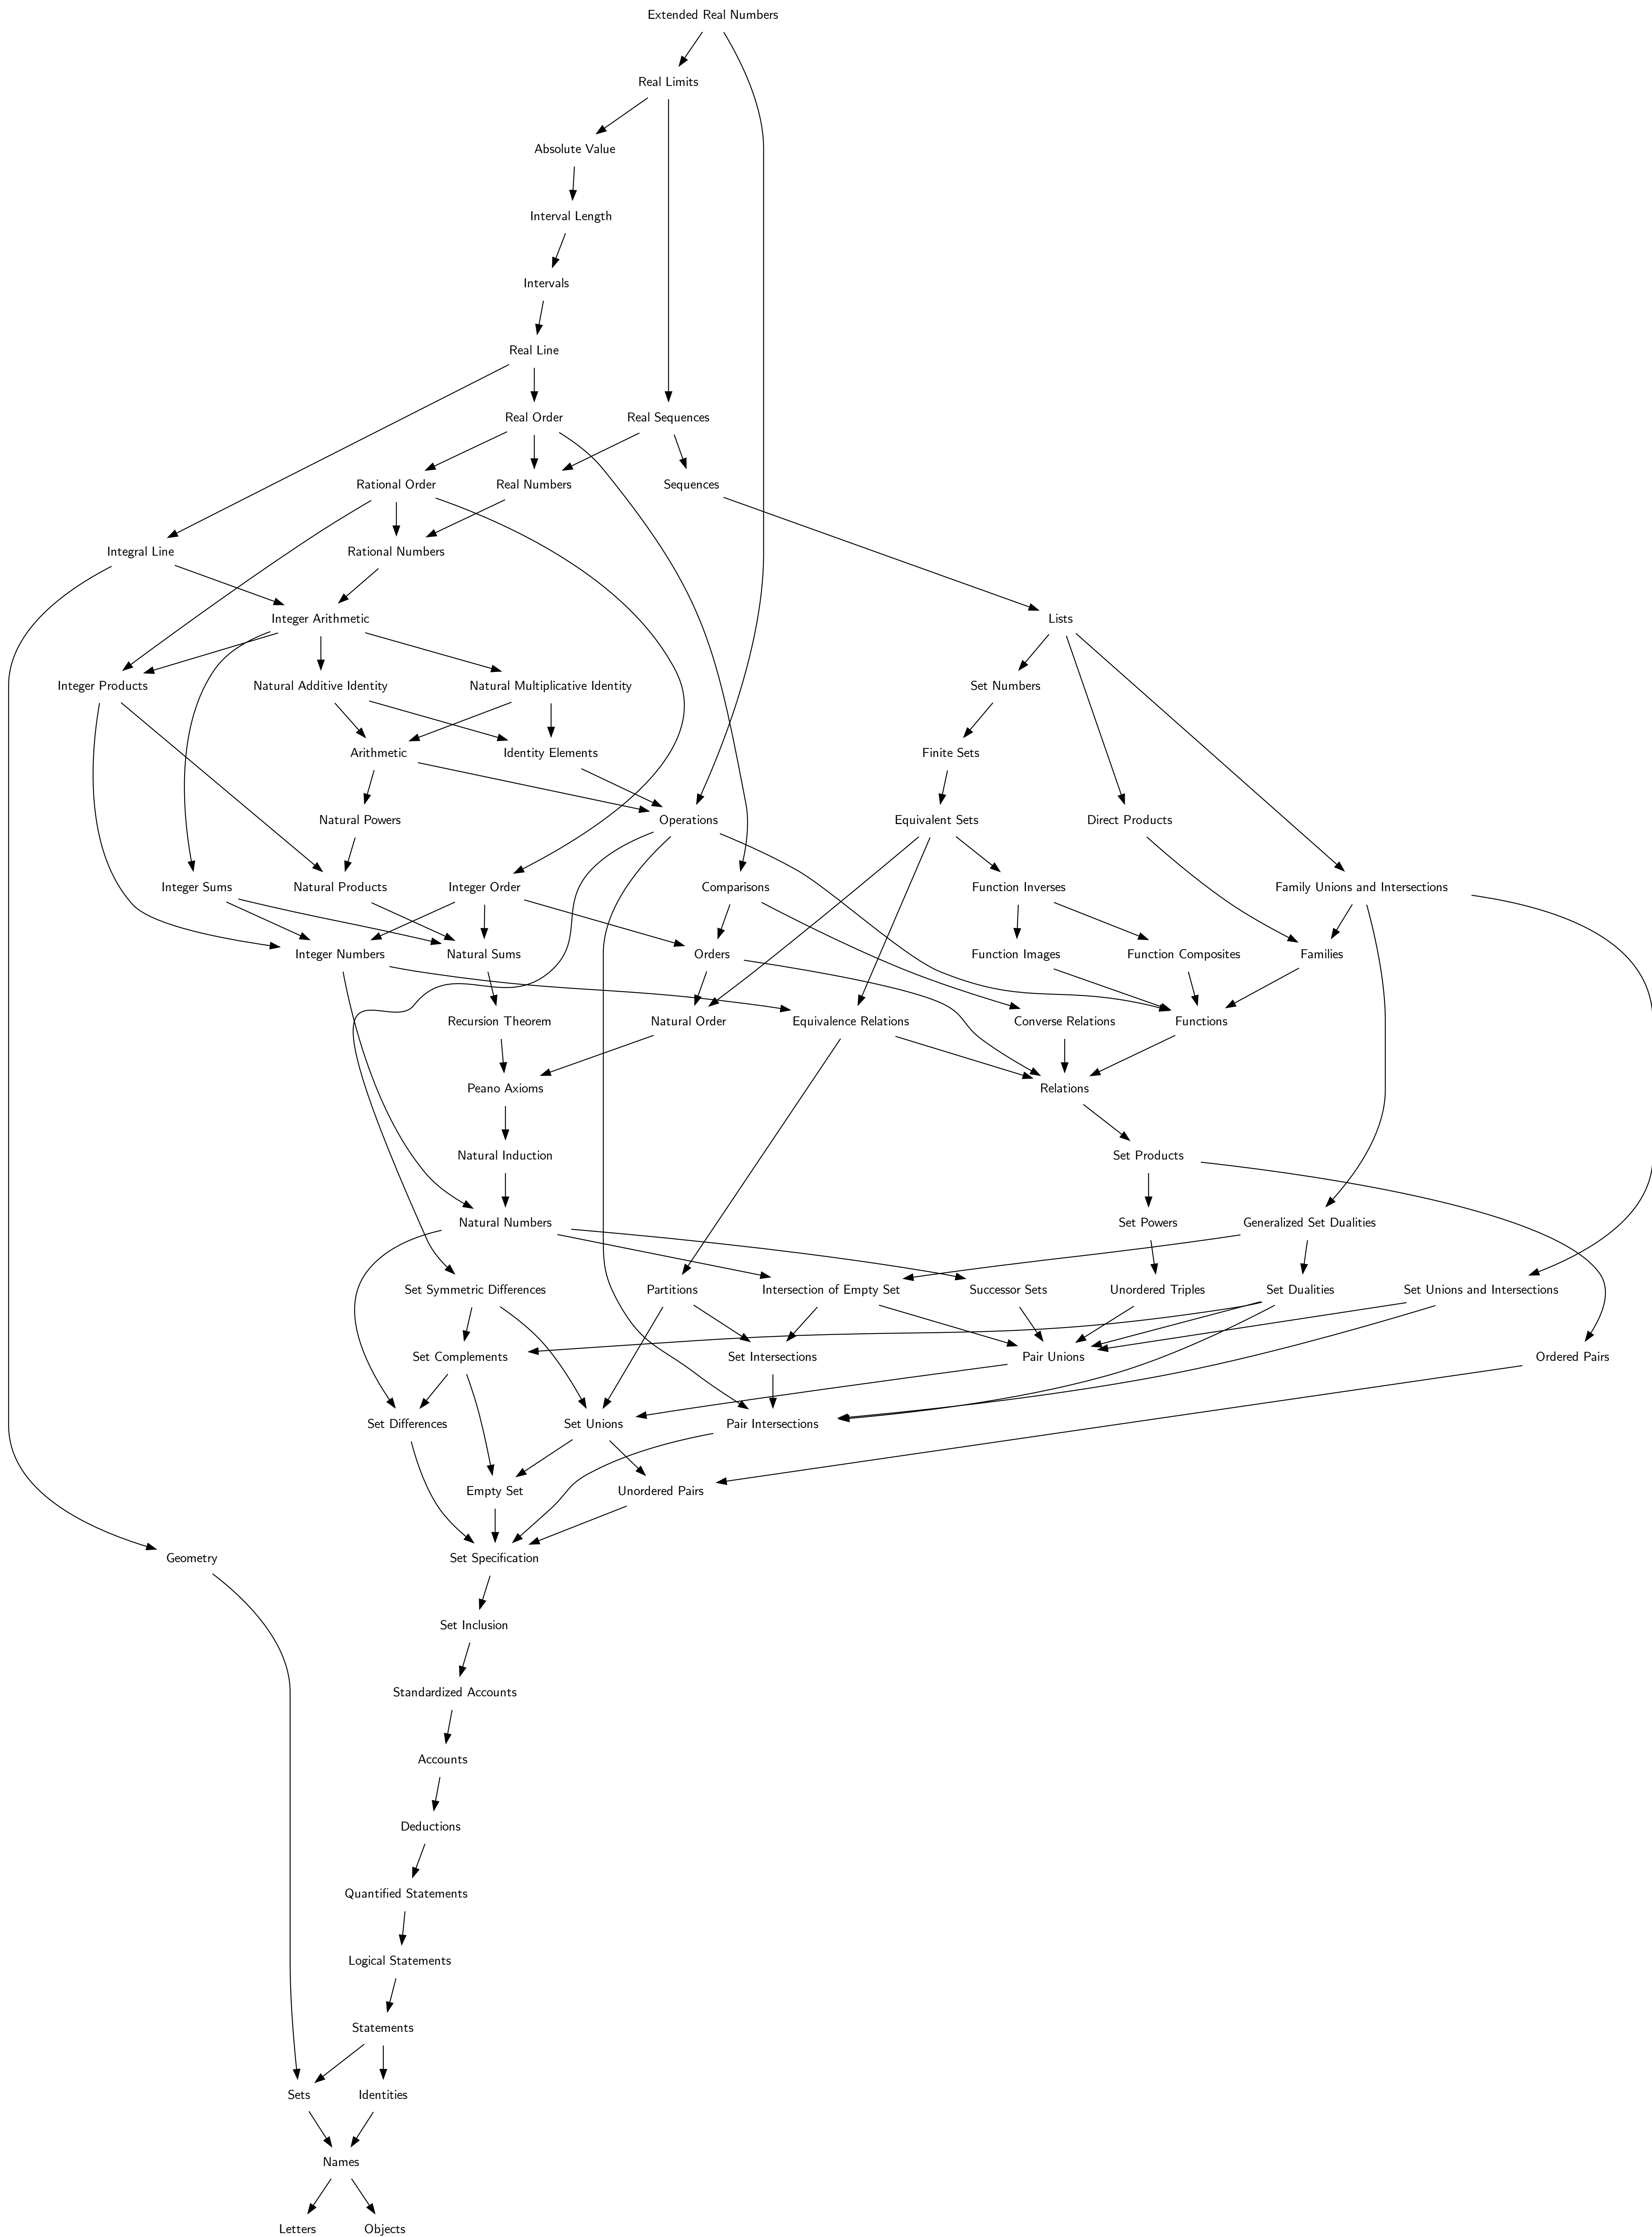 Extended Real Numbers
Real Limits
Absolute Value
Interval Length
Intervals
Real Line
Real Order
Real Sequences
Rational Order
Real Numbers
Sequences
Integral Line
Rational Numbers
Integer Arithmetic
Lists
Integer Products
Natural Additive Identity
Natural Multiplicative Identity
Set Numbers
Arithmetic
Identity Elements
Finite Sets
Natural Powers
Operations
Equivalent Sets
Direct Products
Integer Sums
Natural Products
Integer Order
Comparisons
Function Inverses
Family Unions and Intersections
Integer Numbers
Natural Sums
Orders
Function Images
Function Composites
Families
Recursion Theorem
Natural Order
Equivalence Relations
Converse Relations
Functions
Peano Axioms
Relations
Natural Induction
Set Products
Natural Numbers
Set Powers
Generalized Set Dualities
Set Symmetric Differences
Partitions
Intersection of Empty Set
Successor Sets
Unordered Triples
Set Dualities
Set Unions and Intersections
Set Complements
Set Intersections
Pair Unions
Ordered Pairs
Set Differences
Set Unions
Pair Intersections
Empty Set
Unordered Pairs
Geometry
Set Specification
Set Inclusion
Standardized Accounts
Accounts
Deductions
Quantified Statements
Logical Statements
Statements
Sets
Identities
Names
Letters
Objects